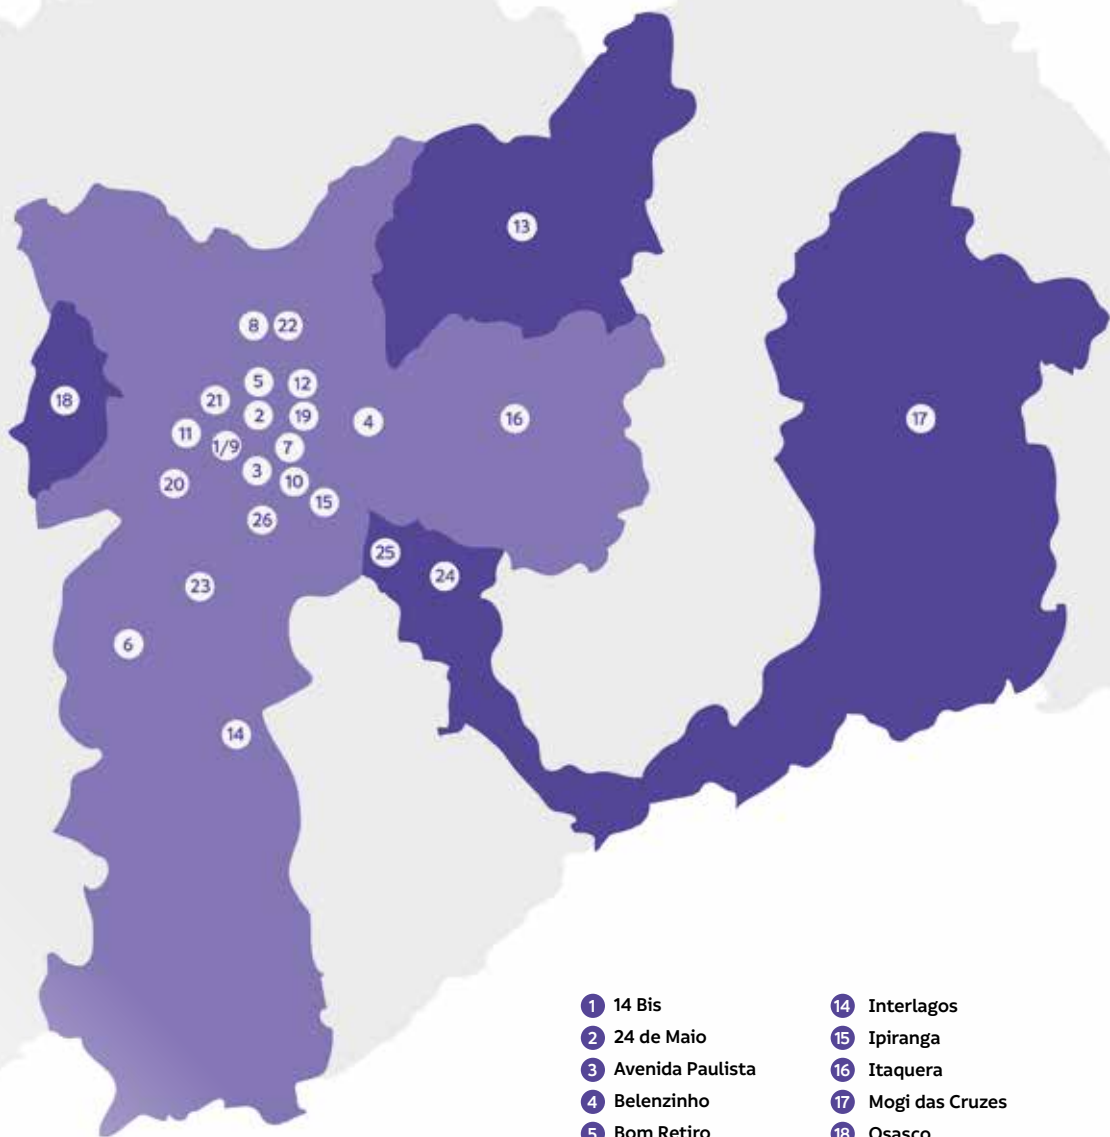 13
8 22
5 12
18
21
2 19
4
16
17
11
1/9
7
3
20
10
15
26
25
24
23
6
14
1 14 Bis
2 24 de Maio
3 Avenida Paulista
4 Belenzinho
5 Bom Retiro
14 Interlagos
15 Ipiranga
16 Itaquera
17 Mogi das Cruzes
18 Osasco